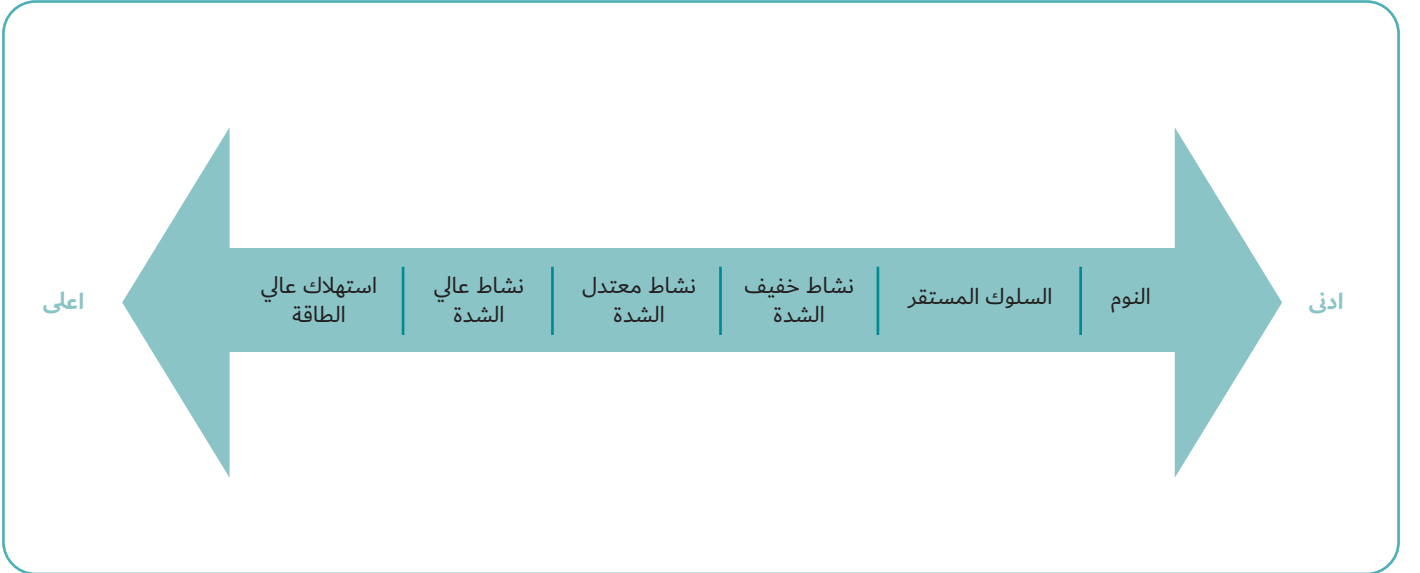 ادنى
النوم
السلوك المستقر
نشاط خفيف
الشدة
نشاط معتدل
الشدة
نشاط عالي
الشدة
استهلاك عالي
الطاقة
اعلى